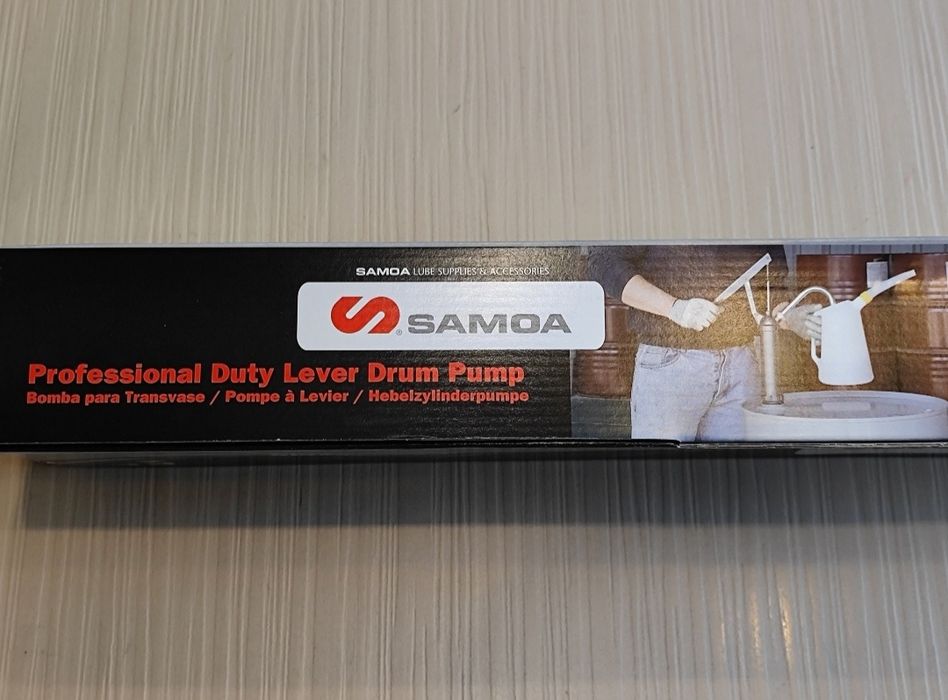 SAMOA LUBE SUPPLIES & ACCESSORIES
SAMOA
Professional Duty Lever Drum Pump
Bomba para Transvase / Pompe à Levier / Hebelzylinderpumpe